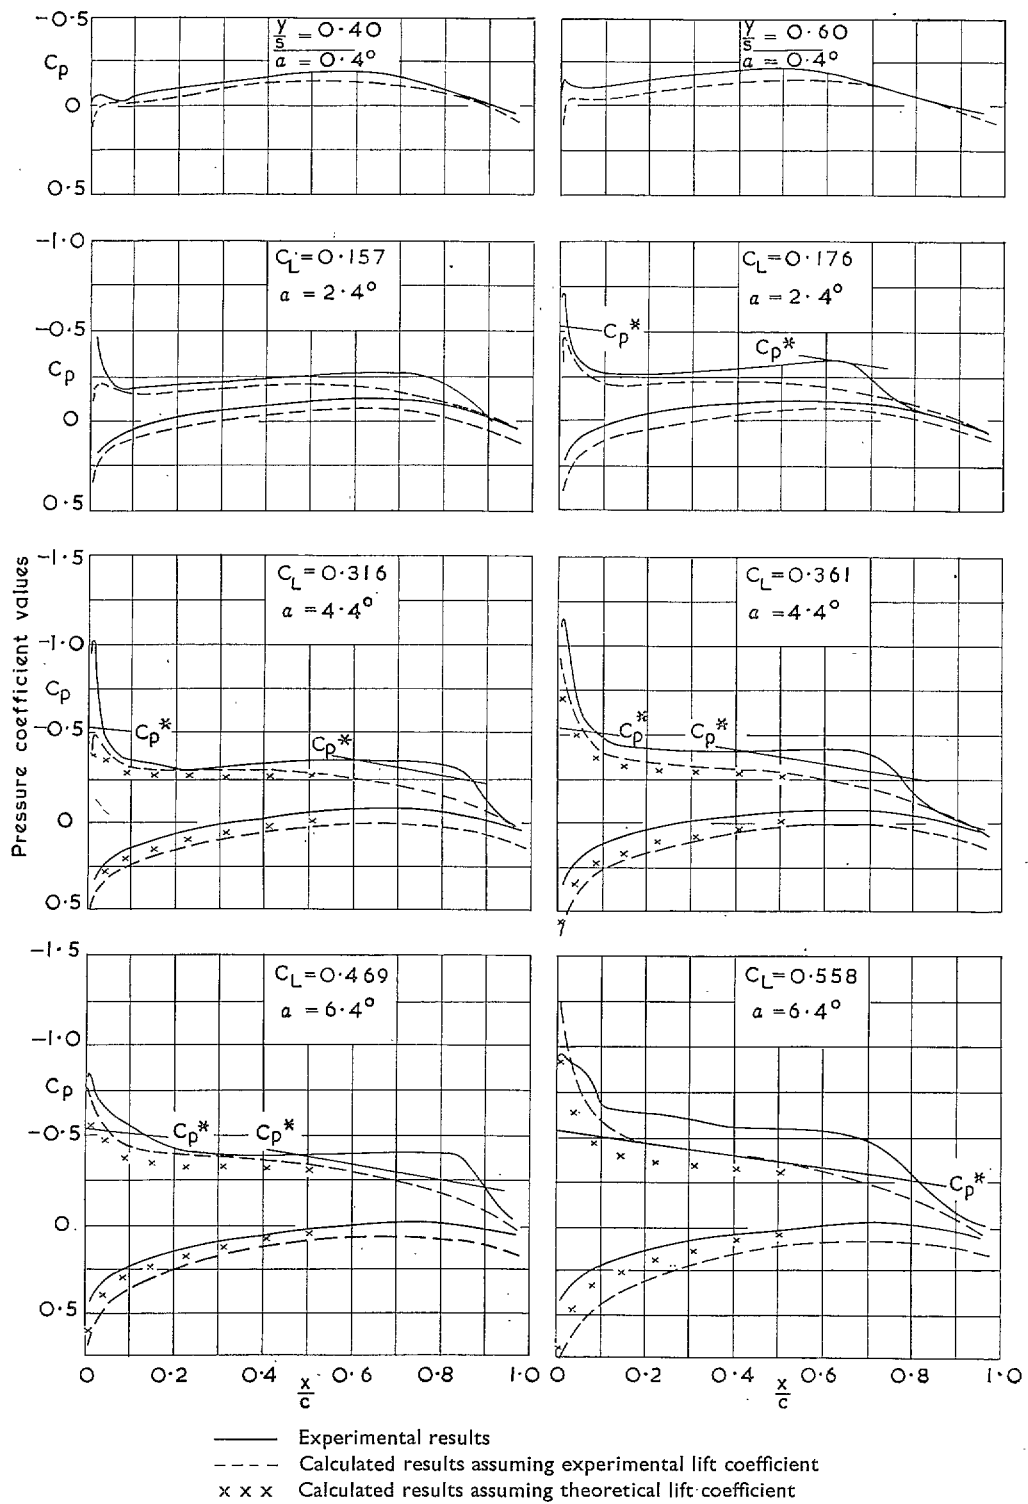 -0·5
y/s = 0·40
a = 0·4°
y/s = 0·60
a = 0·4°
Cp
0
0·5
-1·0
CL=0·157
a = 2·4°
CL=0·176
a = 2·4°
-0·5
Cp*
Cp*
Cp
0
0·5
-1·5
CL=0·316
a = 4·4°
CL=0·361
a = 4·4°
-1·0
Cp
-0·5
Cp*
Cp*
Cp*
Cp*
0
0·5
Pressure coefficient values
-1·5
CL=0·469
a = 6·4°
CL=0·558
a = 6·4°
-1·0
Cp
-0·5
Cp*
Cp*
Cp*
0
0·5
0 0·2 x/c 0·4 0·6 0·8 1·0
0 0·2 0·4 x/c 0·6 0·8 1·0
Experimental results
Calculated results assuming experimental lift coefficient
x x x Calculated results assuming theoretical lift coefficient